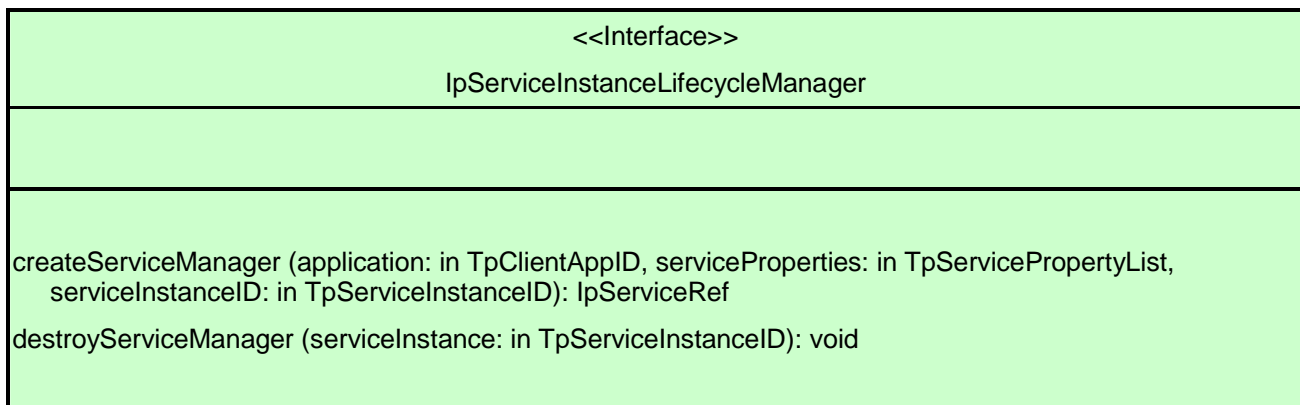 <<Interface>>
IpServiceInstanceLifecycleManager
createServiceManager (application: in TpClientAppID, serviceProperties: in TpServicePropertyList,
serviceInstanceID: in TpServiceInstanceID): IpServiceRef
destroyServiceManager (serviceInstance: in TpServiceInstanceID): void